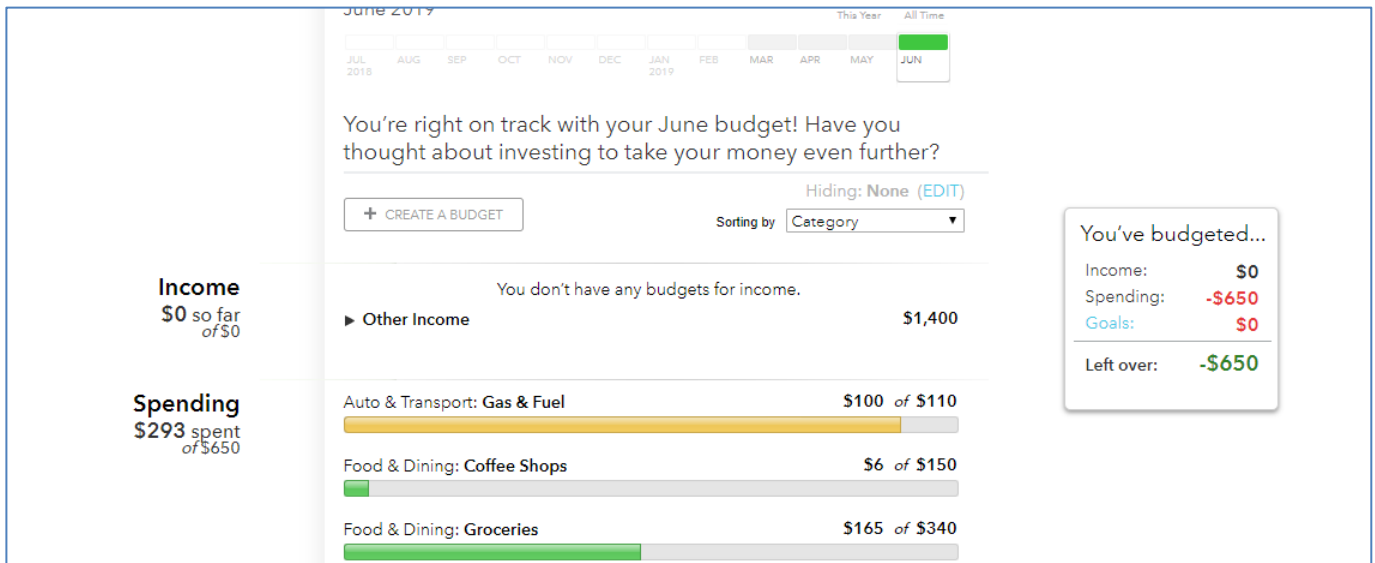 June 2019
This Year All Time
JUL AUG SEP OCT NOV DEC JAN FEB MAR APR MAY JUN
2018 2019
You're right on track with your June budget! Have you
thought about investing to take your money even further?
Hiding: None (EDIT)
+ CREATE A BUDGET
Sorting by Category
Income
$0 so far
of $0
You don't have any budgets for income.
▶ Other Income $1,400
Spending
$293 spent
of $650
Auto & Transport: Gas & Fuel $100 of $110
Food & Dining: Coffee Shops $6 of $150
Food & Dining: Groceries $165 of $340
You've budgeted...
Income: $0
Spending: -$650
Goals: $0
Left over: -$650